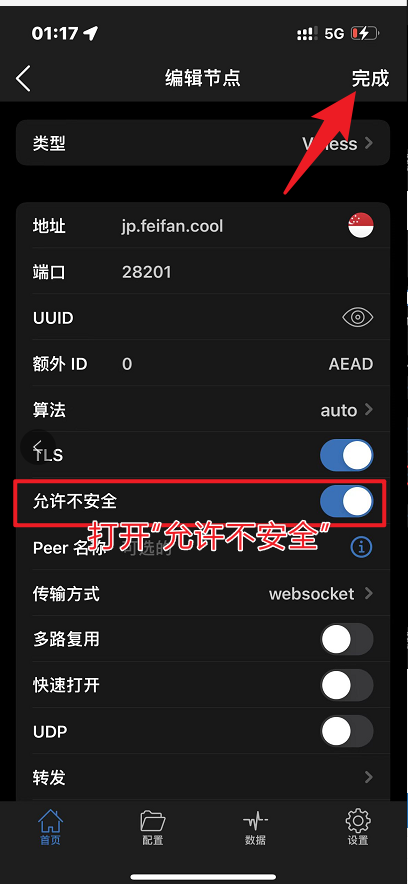 01:17 5G
编辑节点 完成
类型
地址 jp.feifan.cool
端口 28201
UUID
额外 ID 0 AEAD
算法 auto
TLS
允许不安全
打开"允许不安全"
Peer 名称 可选的
传输方式 websocket
多路复用
快速打开
UDP
转发
首页 配置 数据 设置